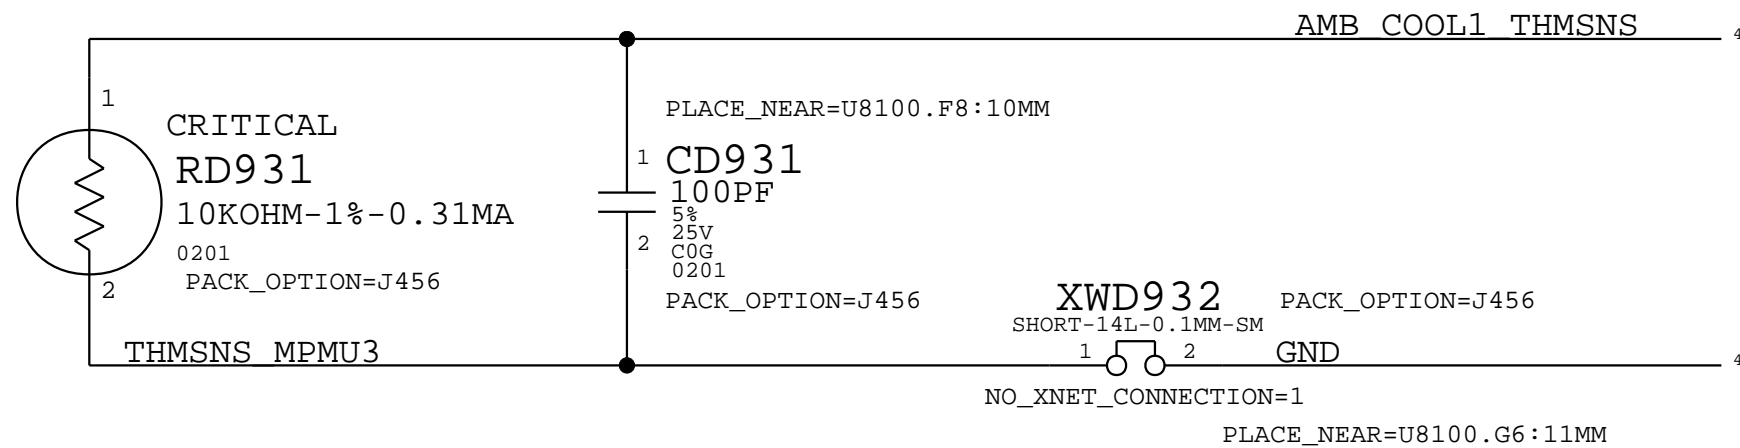 AMB_COOL1_THMSNS
4
1
PLACE_NEAR=U8100.F8:10MM
CRITICAL
RD931
10KOHM-1%-0.31MA
0201
PACK_OPTION=J456
2
1
CD931
100PF
5%
25V
C0G
0201
2
PACK_OPTION=J456
XWD932
PACK_OPTION=J456
SHORT-14L-0.1MM-SM
THMSNS_MPMU3
1
2
GND
4
NO_XNET_CONNECTION=1
PLACE_NEAR=U8100.G6:11MM